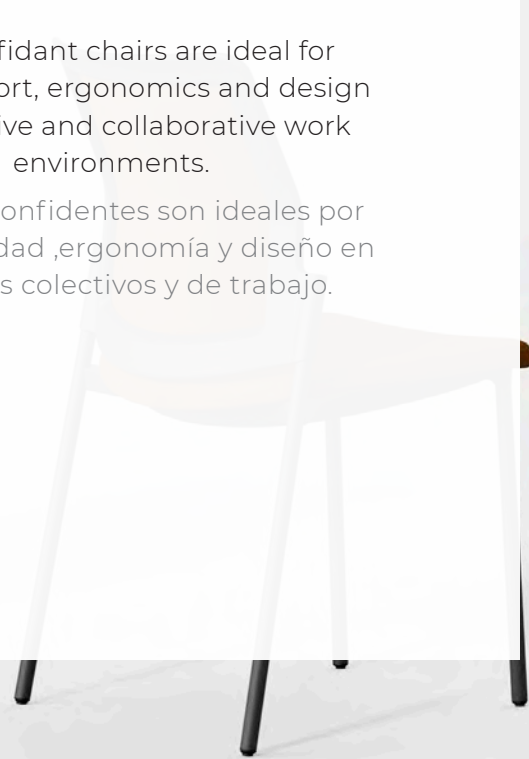 fidant chairs are ideal for
ort, ergonomics and design
ive and collaborative work
environments.
onfidentes son ideales por
dad ,ergonomía y diseño en
s colectivos y de trabajo.